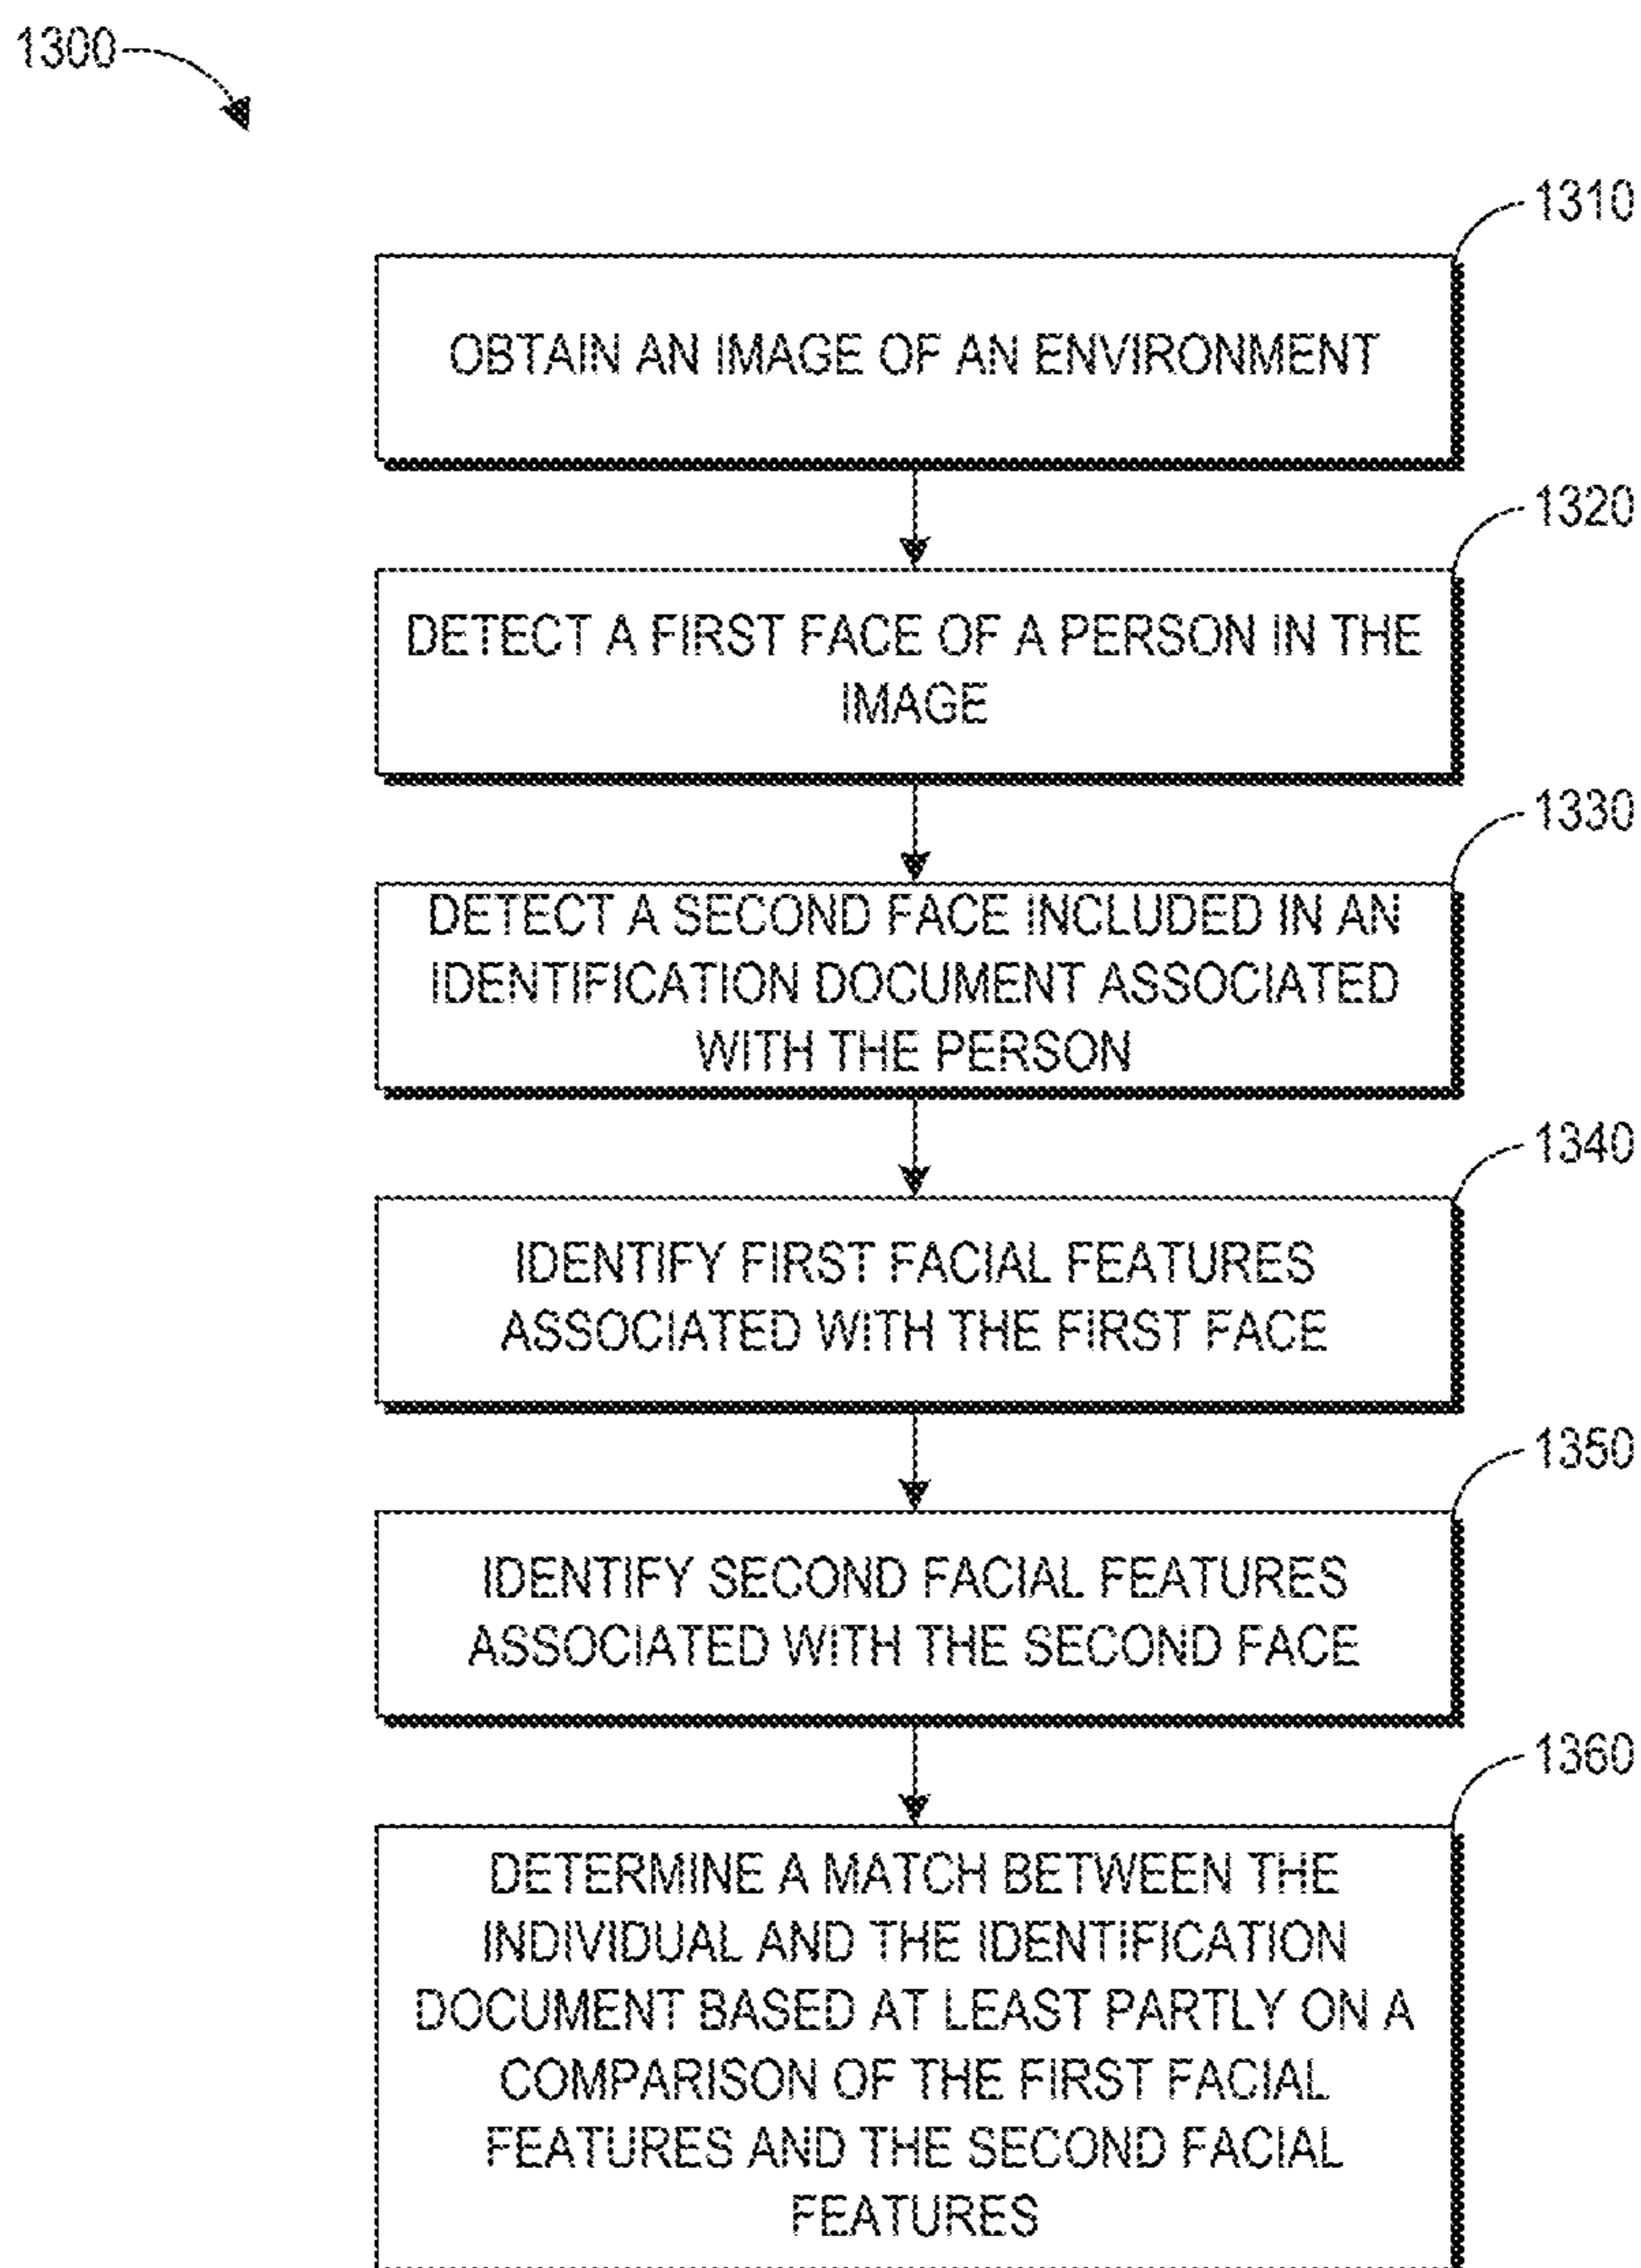 1300
1310
OBTAIN AN IMAGE OF AN ENVIRONMENT
1320
DETECT A FIRST FACE OF A PERSON IN THE
IMAGE
1330
DETECT A SECOND FACE INCLUDED IN AN
IDENTIFICATION DOCUMENT ASSOCIATED
WITH THE PERSON
1340
IDENTIFY FIRST FACIAL FEATURES
ASSOCIATED WITH THE FIRST FACE
1350
IDENTIFY SECOND FACIAL FEATURES
ASSOCIATED WITH THE SECOND FACE
1360
DETERMINE A MATCH BETWEEN THE
INDIVIDUAL AND THE IDENTIFICATION
DOCUMENT BASED AT LEAST PARTLY ON A
COMPARISON OF THE FIRST FACIAL
FEATURES AND THE SECOND FACIAL
FEATURES